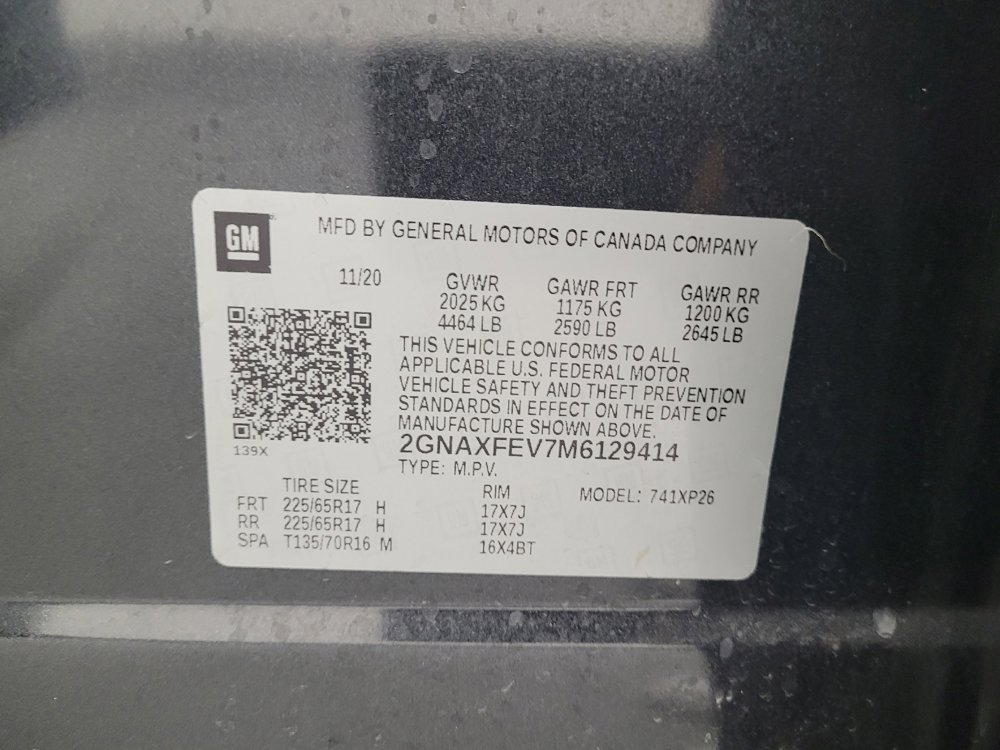 GM
MFD BY GENERAL MOTORS OF CANADA COMPANY
11/20 GVWR GAWR FRT GAWR RR
2025 KG 1175 KG 1200 KG
4464 LB 2590 LB 2645 LB
THIS VEHICLE CONFORMS TO ALL
APPLICABLE U.S. FEDERAL MOTOR
VEHICLE SAFETY AND THEFT PREVENTION
STANDARDS IN EFFECT ON THE DATE OF
MANUFACTURE SHOWN ABOVE.
2GNAXFEV7M6129414
139X
TYPE: M.P.V.
TIRE SIZE RIM MODEL: 741XP26
FRT 225/65R17 H 17X7J
RR 225/65R17 H 17X7J
SPA T135/70R16 M 16X4BT